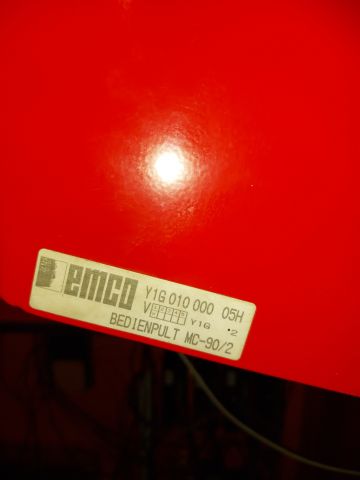 emco Y1G 010 000 05H
V Y1G .2
BEDIENPULT MC-90/2